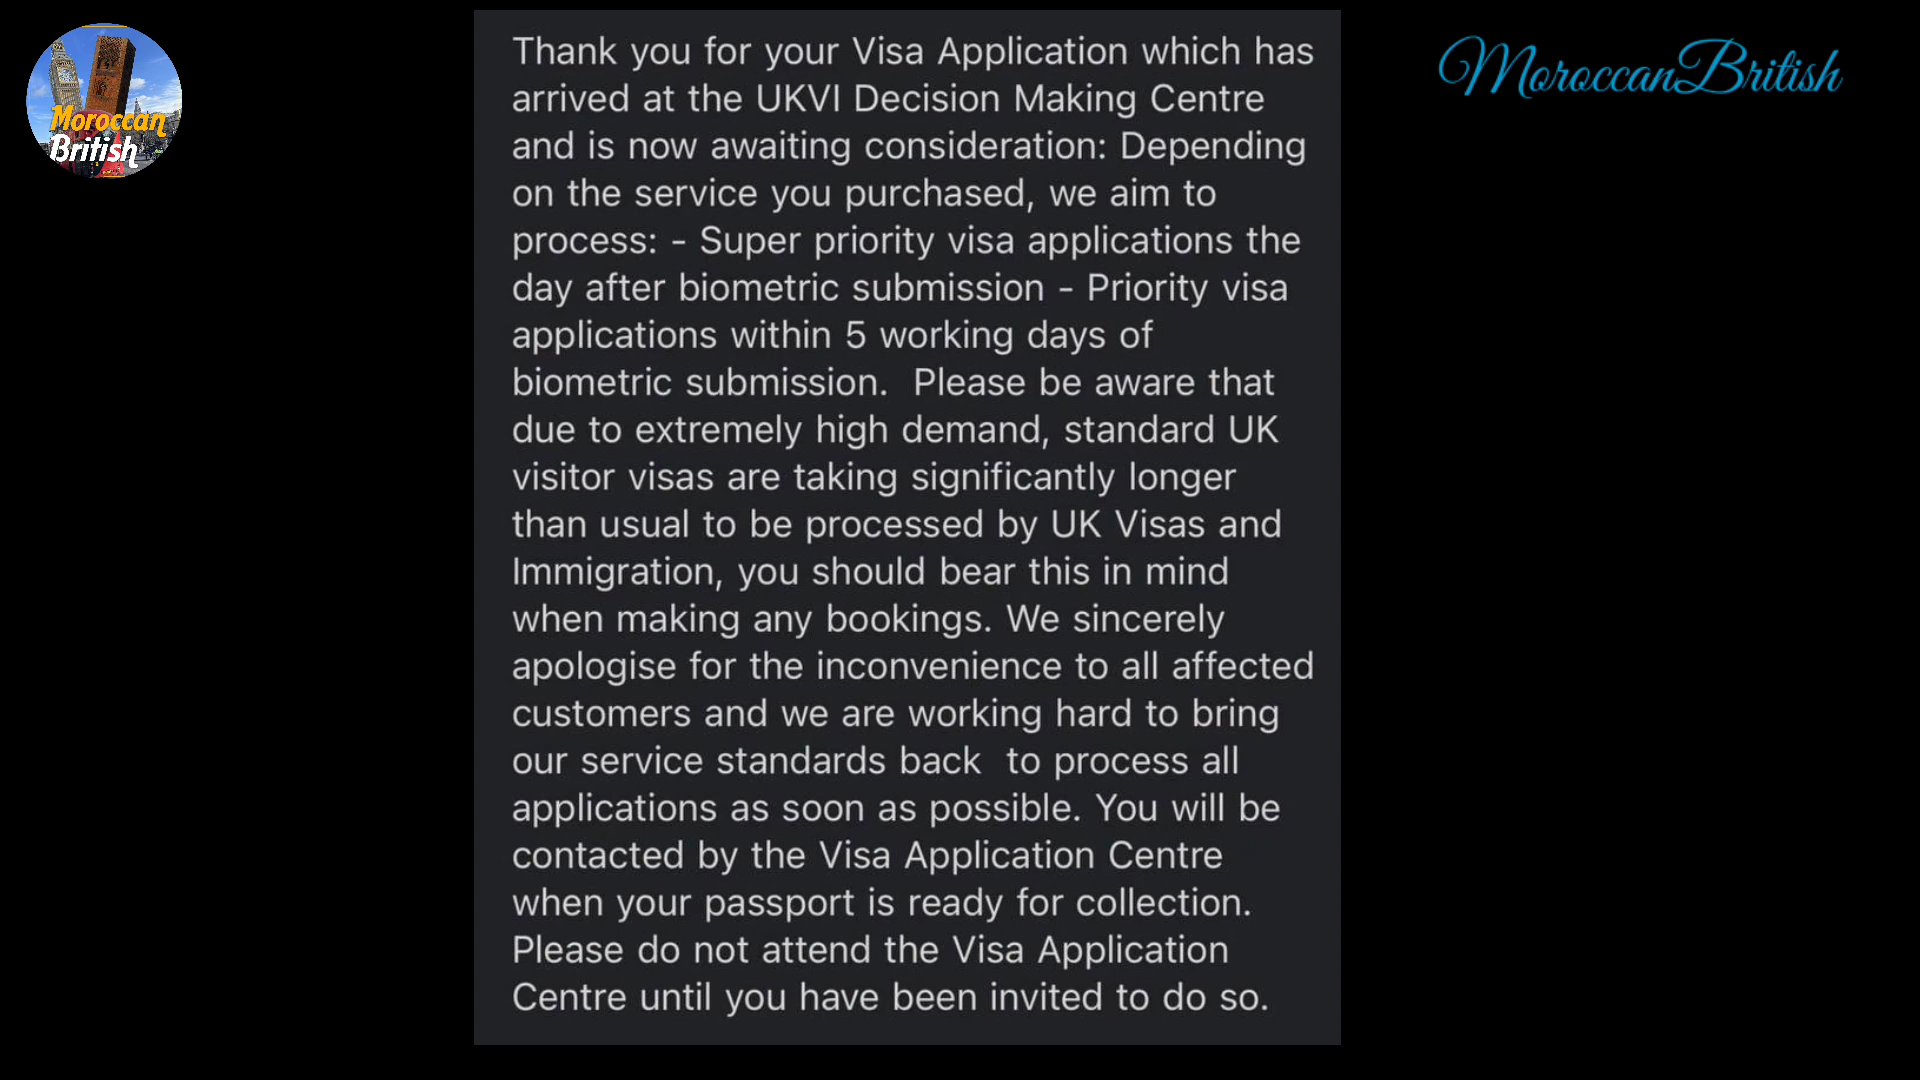 Moroccan
British
MoroccanBritish
Thank you for your Visa Application which has
arrived at the UKVI Decision Making Centre
and is now awaiting consideration: Depending
on the service you purchased, we aim to
process: - Super priority visa applications the
day after biometric submission - Priority visa
applications within 5 working days of
biometric submission.  Please be aware that
due to extremely high demand, standard UK
visitor visas are taking significantly longer
than usual to be processed by UK Visas and
Immigration, you should bear this in mind
when making any bookings. We sincerely
apologise for the inconvenience to all affected
customers and we are working hard to bring
our service standards back  to process all
applications as soon as possible. You will be
contacted by the Visa Application Centre
when your passport is ready for collection.
Please do not attend the Visa Application
Centre until you have been invited to do so.